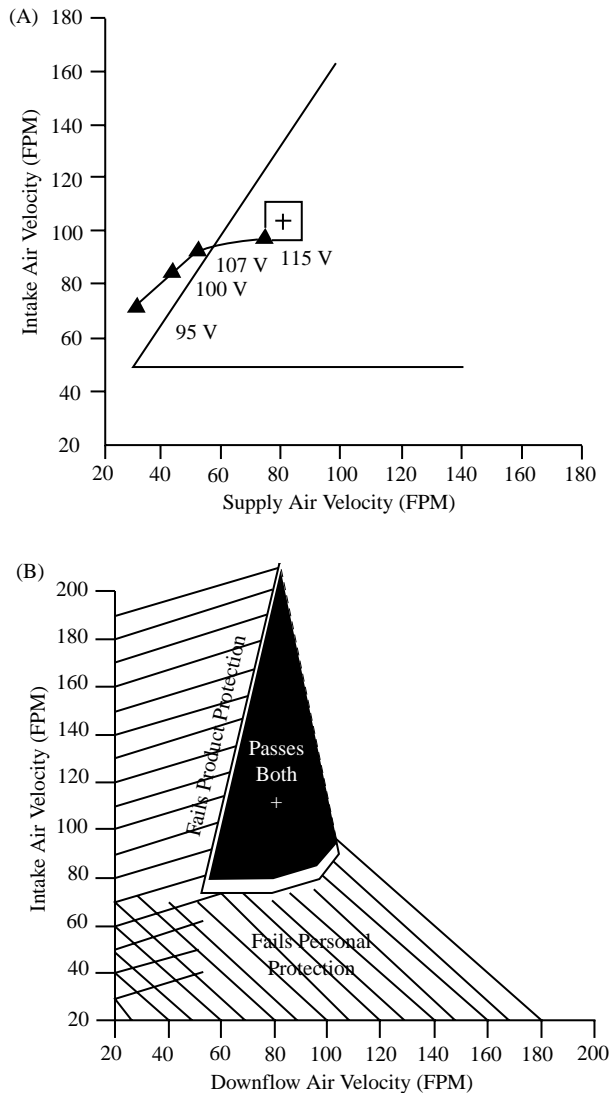 (A)
180
160
140
120
100
80
60
40
20
Intake Air Velocity (FPM)
115 V
107 V
100 V
95 V
20 40 60 80 100 120 140 160 180
Supply Air Velocity (FPM)
(B)
200
180
160
140
120
100
80
60
40
20
Intake Air Velocity (FPM)
Fails Product Protection
Passes
Both
+
Fails Personal
Protection
20 40 60 80 100 120 140 160 180 200
Downflow Air Velocity (FPM)